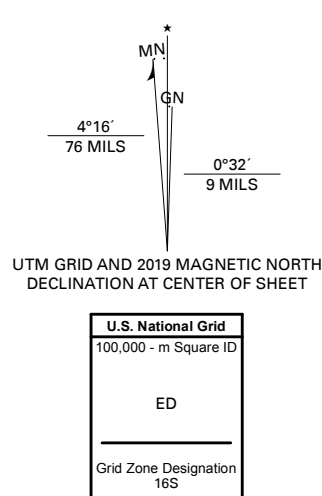 MN
GN
4°16´
76 MILS
0°32´
9 MILS
UTM GRID AND 2019 MAGNETIC NORTH
DECLINATION AT CENTER OF SHEET
U.S. National Grid
100,000 - m Square ID
ED
Grid Zone Designation
16S